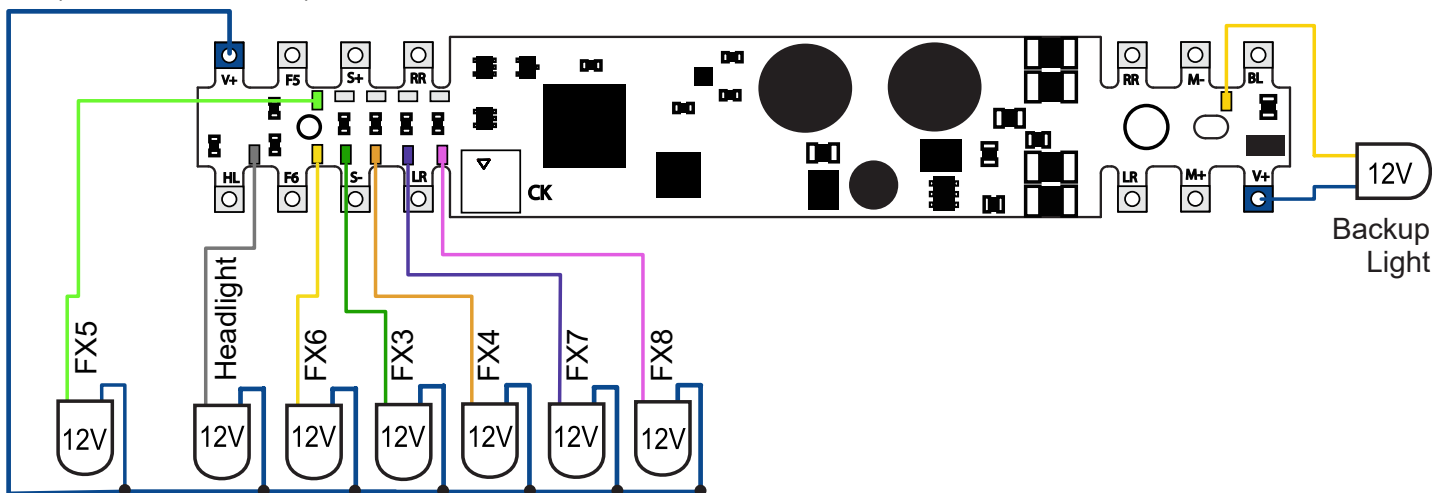 V+ F5 S+ RR
RR M- BL
HL F6 S- LR
CK
LR M+ V+
12V
Backup
Light
FX5
Headlight
FX6
FX3
FX4
FX7
FX8
12V 12V 12V 12V 12V 12V 12V